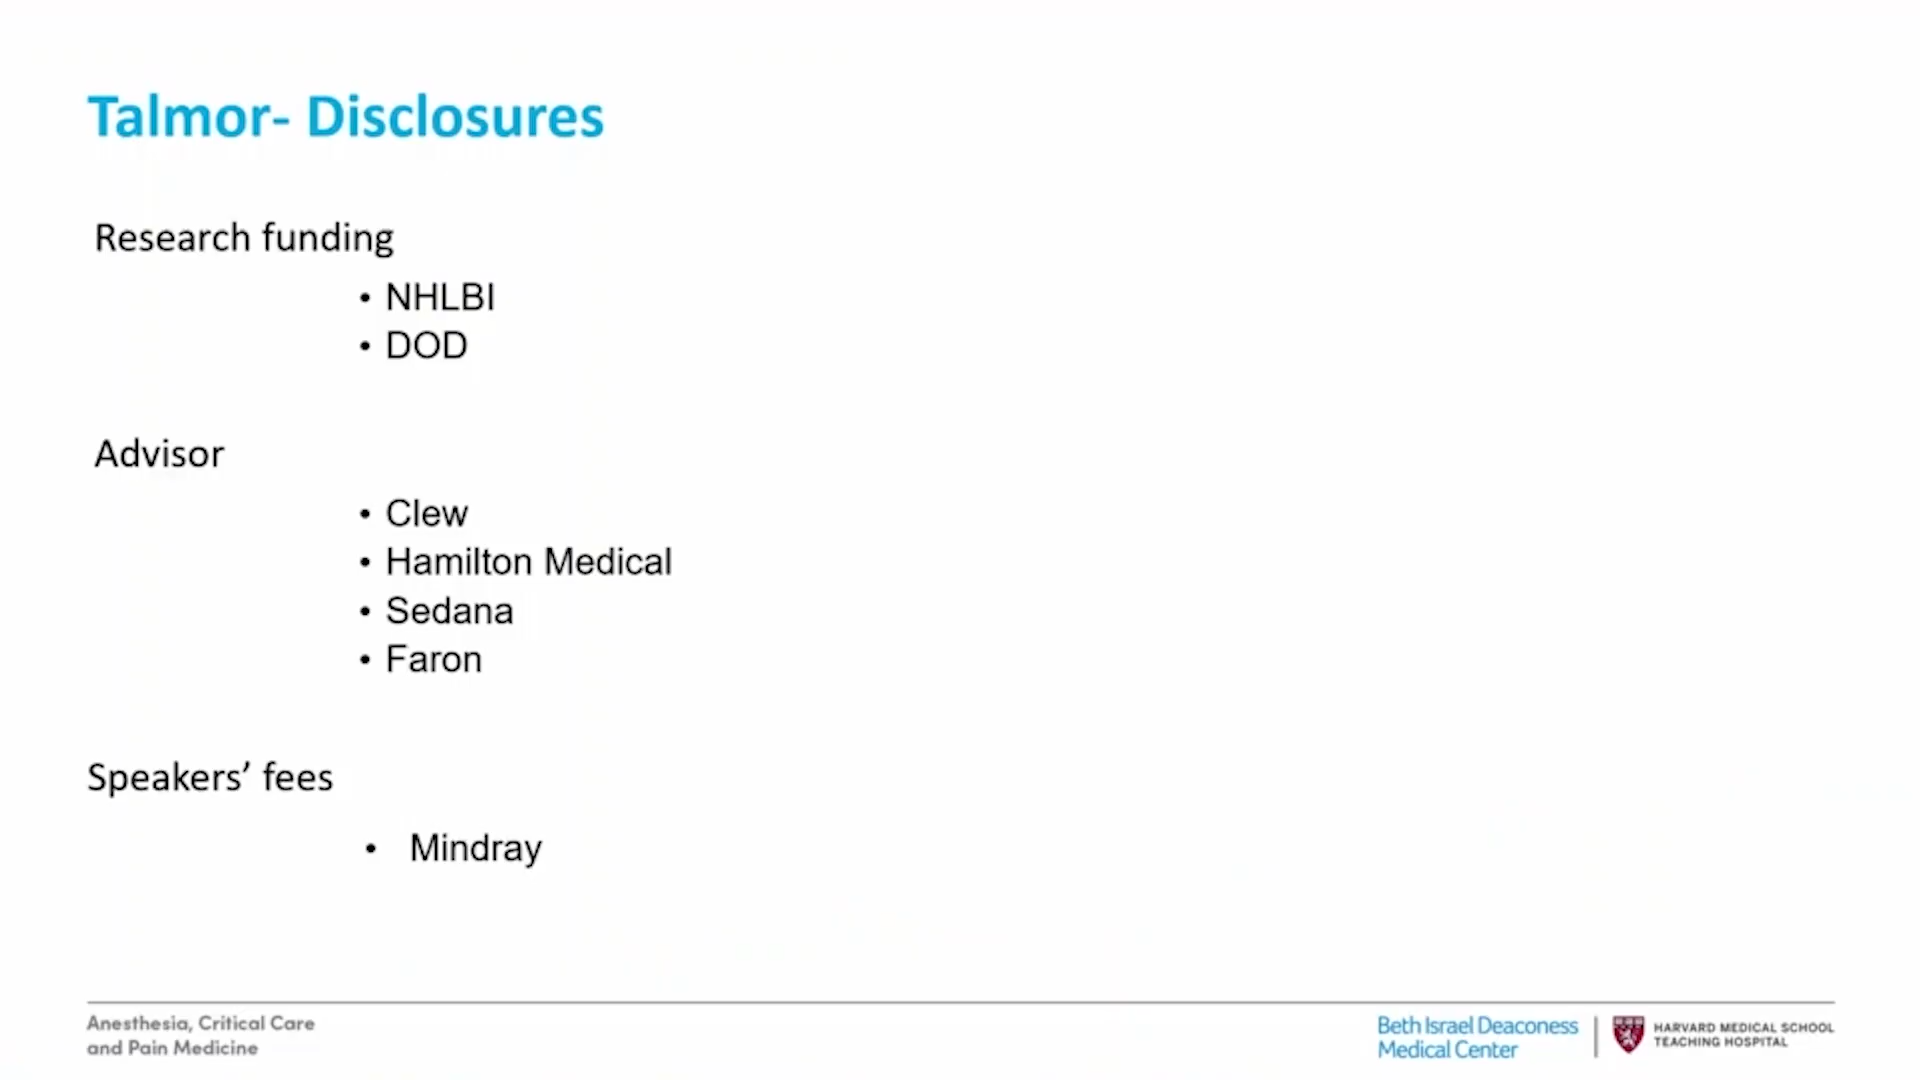 Talmor- Disclosures
Research funding
• NHLBI
• DOD
Advisor
• Clew
• Hamilton Medical
• Sedana
• Faron
Speakers’ fees
• Mindray
Anesthesia, Critical Care
and Pain Medicine
Beth Israel Deaconess
Medical Center
HARVARD MEDICAL SCHOOL
TEACHING HOSPITAL